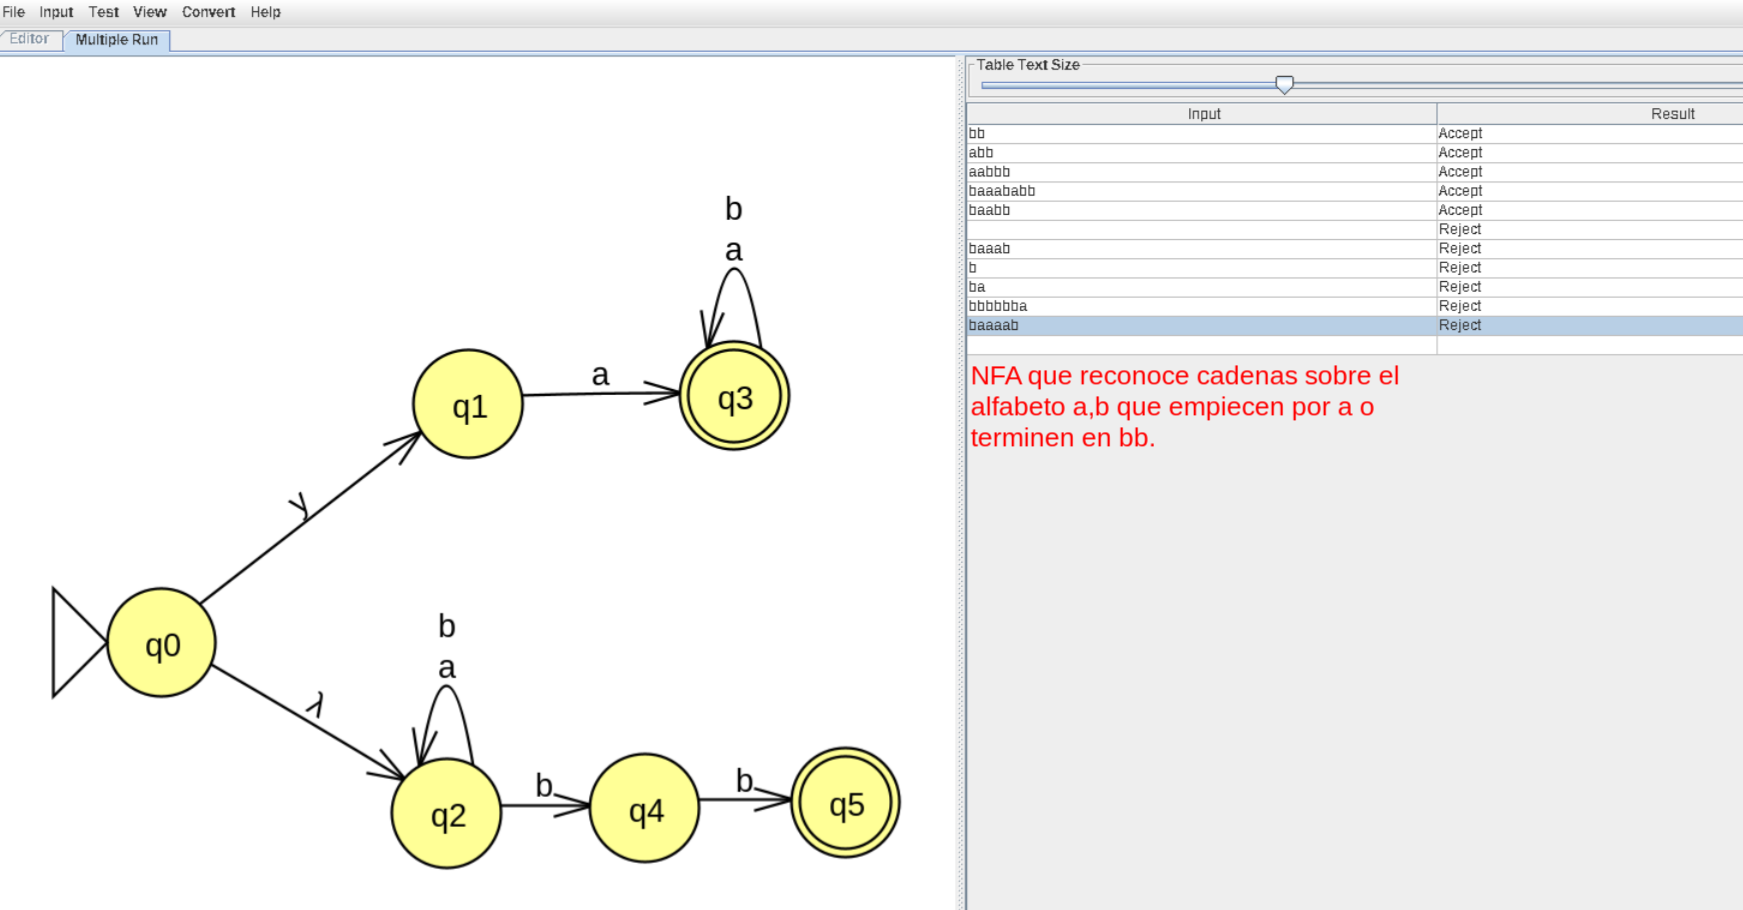 File Input Test View Convert Help
Editor Multiple Run
Table Text Size
Input Result
bb Accept
abb Accept
aabbb Accept
baaababb Accept
baabb Accept
Reject
baaab Reject
b Reject
ba Reject
bbbbbba Reject
baaaab Reject
NFA que reconoce cadenas sobre el
alfabeto a,b que empiecen por a o
terminen en bb.
b
a
q1
a
q3
λ
q0
λ
b
a
q2
b
q4
b
q5